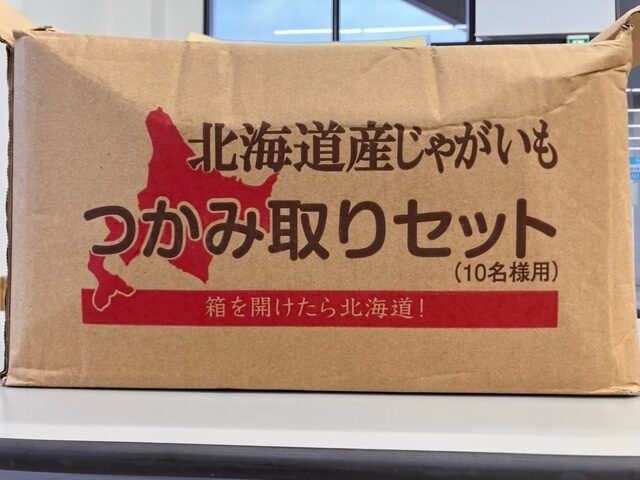 北海道産じゃがいも
つかみ取りセット
(10名様用)
箱を開けたら北海道!